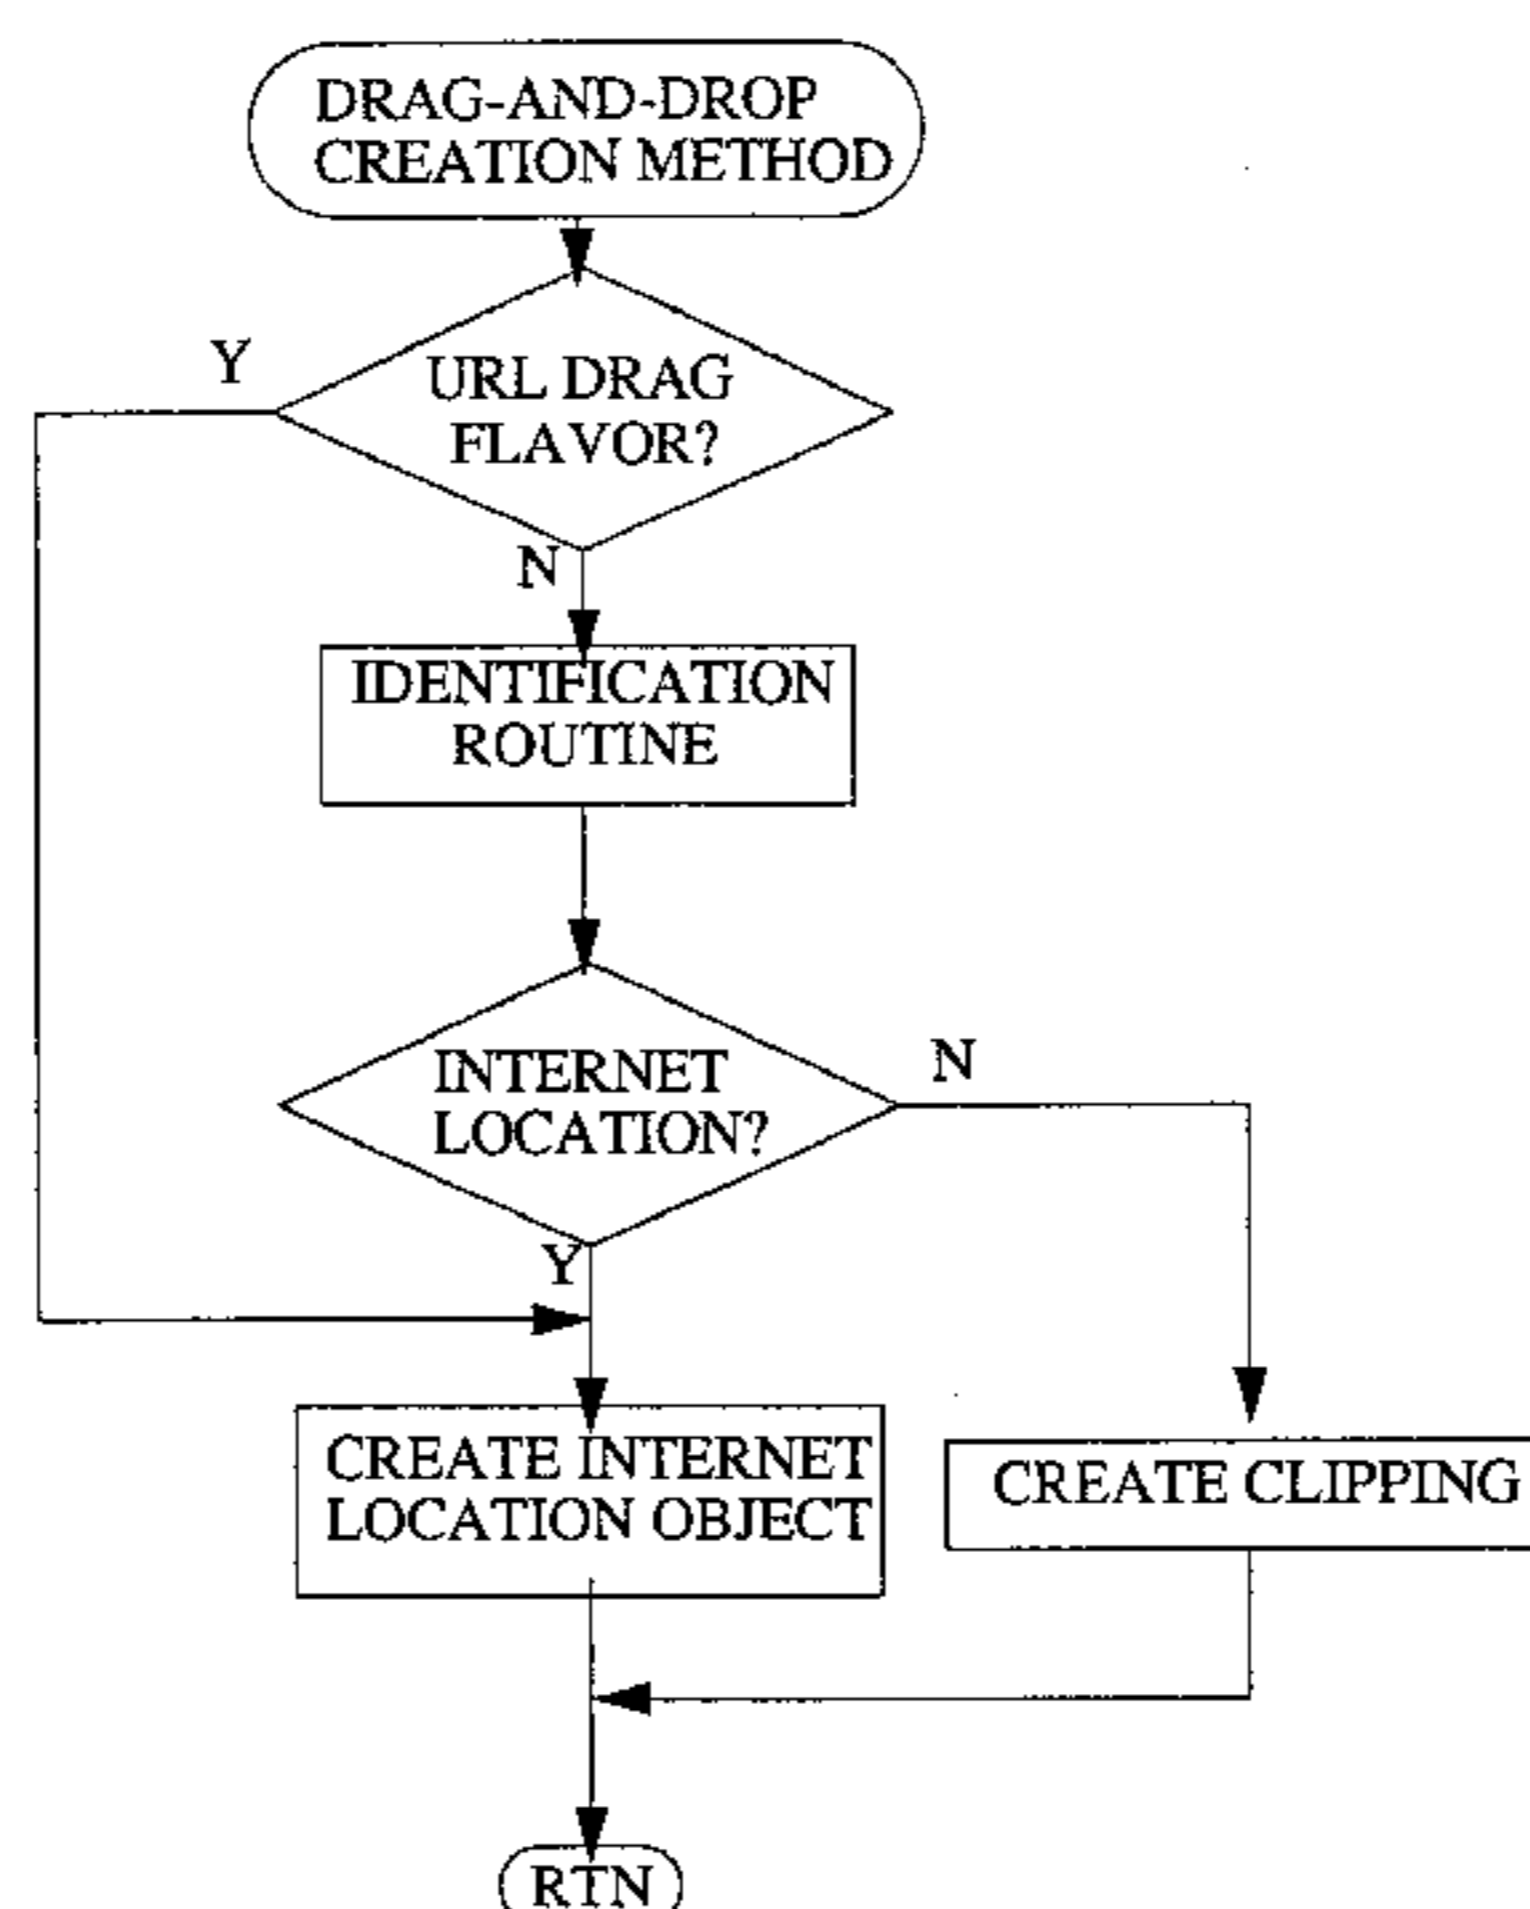 DRAG-AND-DROP
CREATION METHOD
Y
URL DRAG
FLAVOR?
N
IDENTIFICATION
ROUTINE
INTERNET
LOCATION?
N
Y
CREATE INTERNET
LOCATION OBJECT
CREATE CLIPPING
RTN